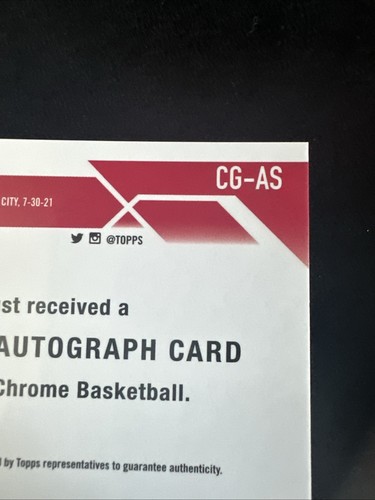 CG-AS
CITY, 7-30-21
@TOPPS
st received a
AUTOGRAPH CARD
Chrome Basketball.
by Topps representatives to guarantee authenticity.